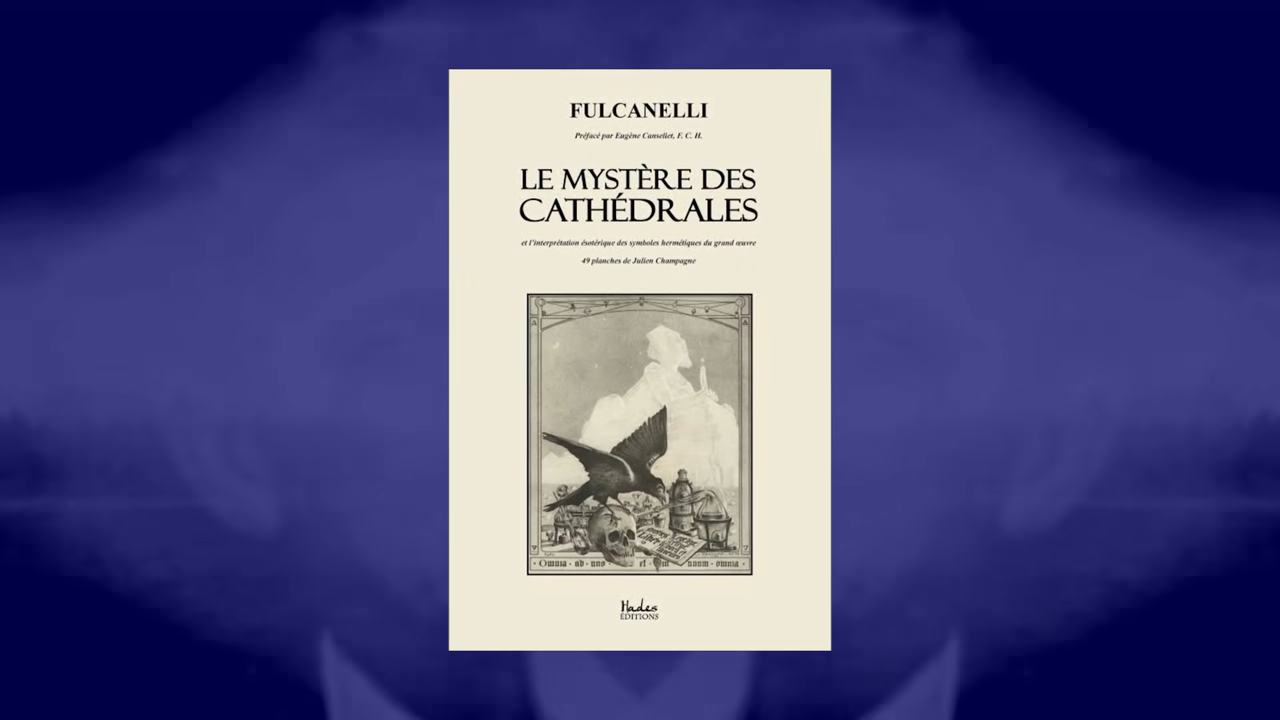 FULCANELLI
Préfacé par Eugène Canseliet, F. C. H.
LE MYSTÈRE DES
CATHÉDRALES
et l'interprétation ésotérique des symboles hermétiques du grand œuvre
49 planches de Julien Champagne
Omnia · ab · uno · et · in · unum · omnia
Hades
ÉDITIONS